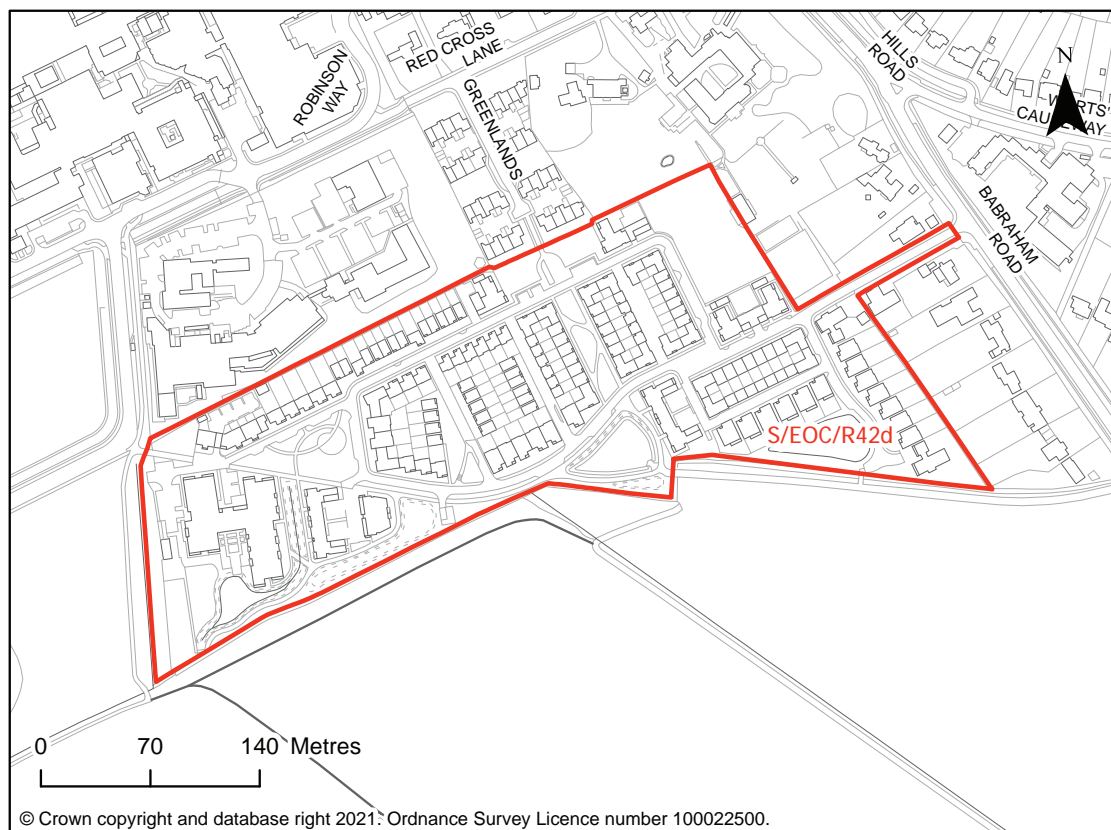 HILLS
ROAD
RED CROSS
LANE
ROBINSON
WAY
GREENLANDS
N
CAUSEWAY
BABRAHAM
ROAD
S/EOC/R42d
0 70 140 Metres
© Crown copyright and database right 2021. Ordnance Survey Licence number 100022500.